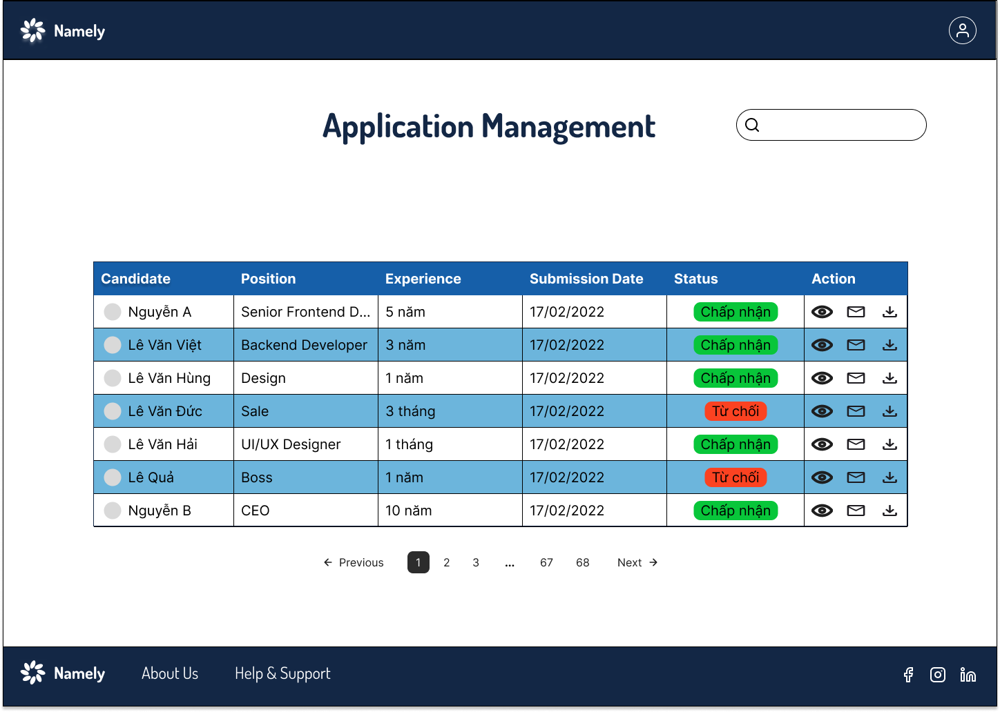 Namely
Application Management
Candidate Position Experience Submission Date Status Action
Nguyễn A Senior Frontend D... 5 năm 17/02/2022 Chấp nhận
Lê Văn Việt Backend Developer 3 năm 17/02/2022 Chấp nhận
Lê Văn Hùng Design 1 năm 17/02/2022 Chấp nhận
Lê Văn Đức Sale 3 tháng 17/02/2022 Từ chối
Lê Văn Hải UI/UX Designer 1 tháng 17/02/2022 Chấp nhận
Lê Quả Boss 1 năm 17/02/2022 Từ chối
Nguyễn B CEO 10 năm 17/02/2022 Chấp nhận
← Previous 1 2 3 ... 67 68 Next →
Namely About Us Help & Support